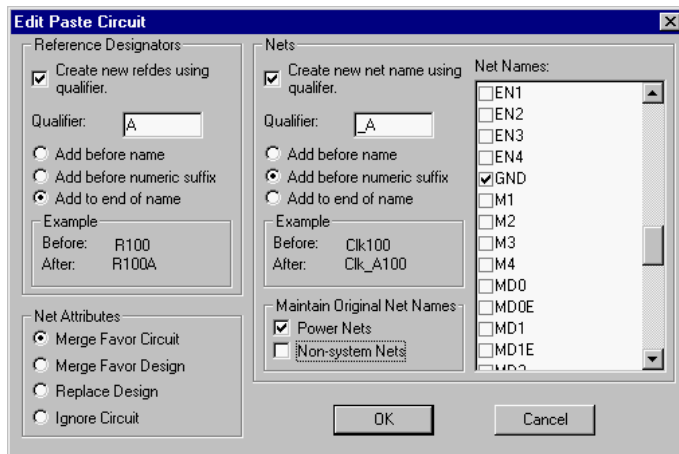 Edit Paste Circuit
Reference Designators
Create new refdes using
qualifier.
Qualifier: A
Add before name
Add before numeric suffix
Add to end of name
Example
Before: R100
After: R100A
Net Attributes
Merge Favor Circuit
Merge Favor Design
Replace Design
Ignore Circuit
Nets
Create new net name using
qualifer.
Qualifier: _A
Add before name
Add before numeric suffix
Add to end of name
Example
Before: Clk100
After: Clk_A100
Maintain Original Net Names
Power Nets
Non-system Nets
Net Names:
EN1
EN2
EN3
EN4
GND
M1
M2
M3
M4
MD0
MD0E
MD1
MD1E
OK
Cancel